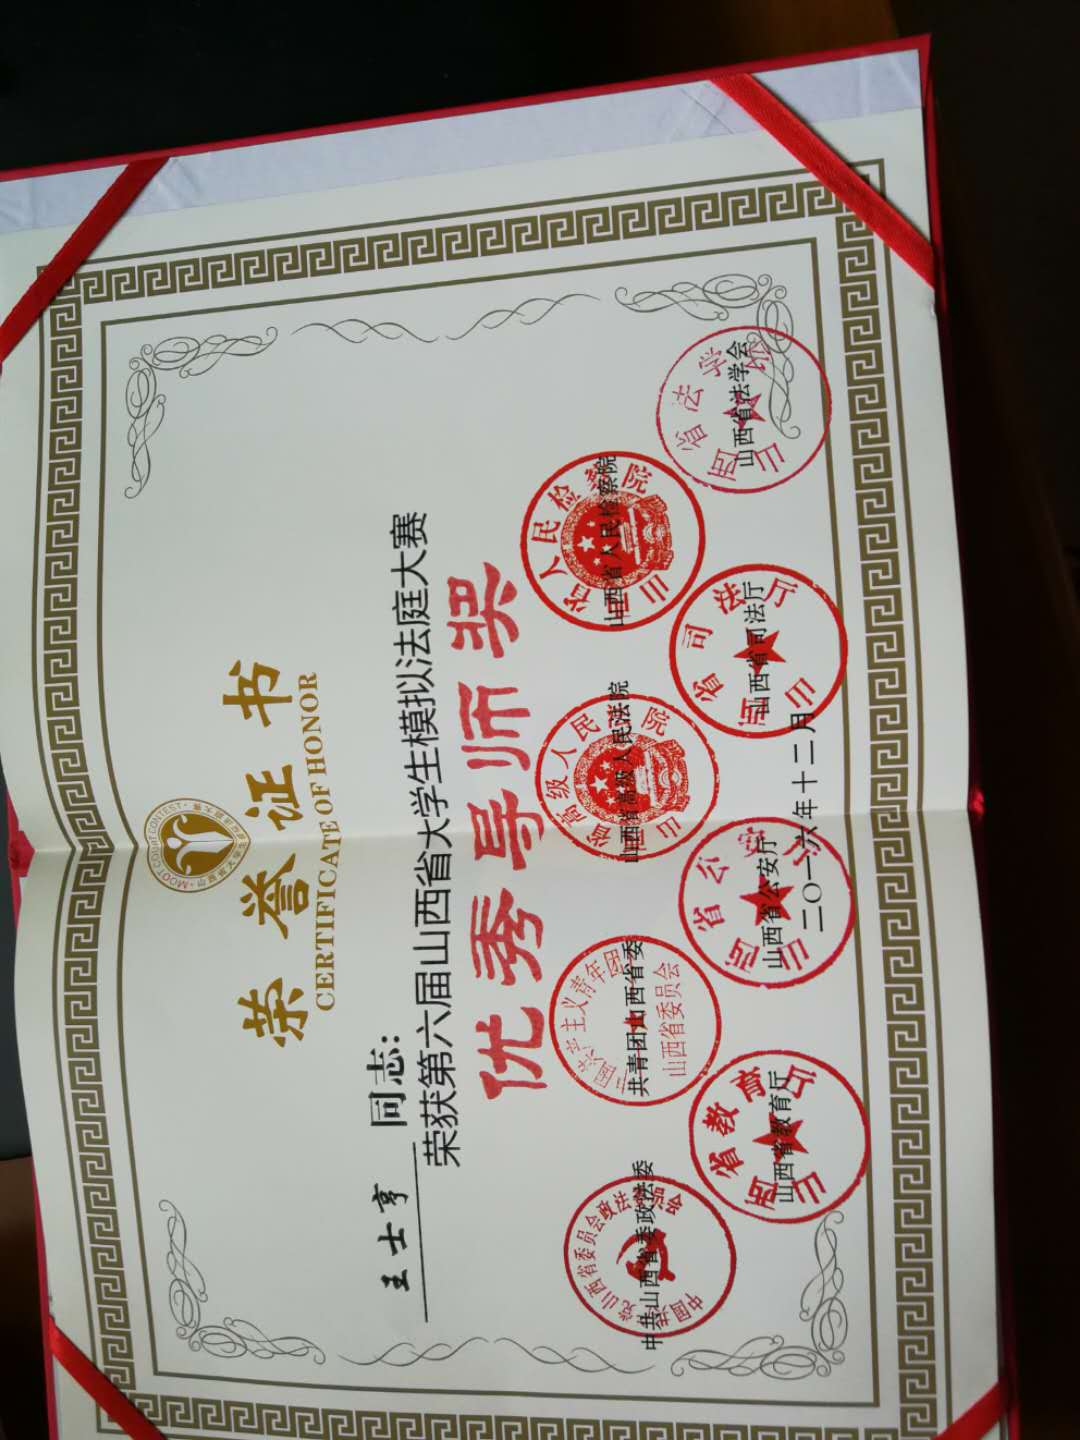 MOOT COURT CONTEST
荣誉证书
CERTIFICATE OF HONOR
王士亨 同志:
荣获第六届山西省大学生模拟法庭大赛
优秀导师奖
中共山西省委政法委
共青团山西省委
山西省高级人民法院
山西省人民检察院
山西省教育厅
山西省公安厅
山西省司法厅
山西省法学会
二〇一六年十二月